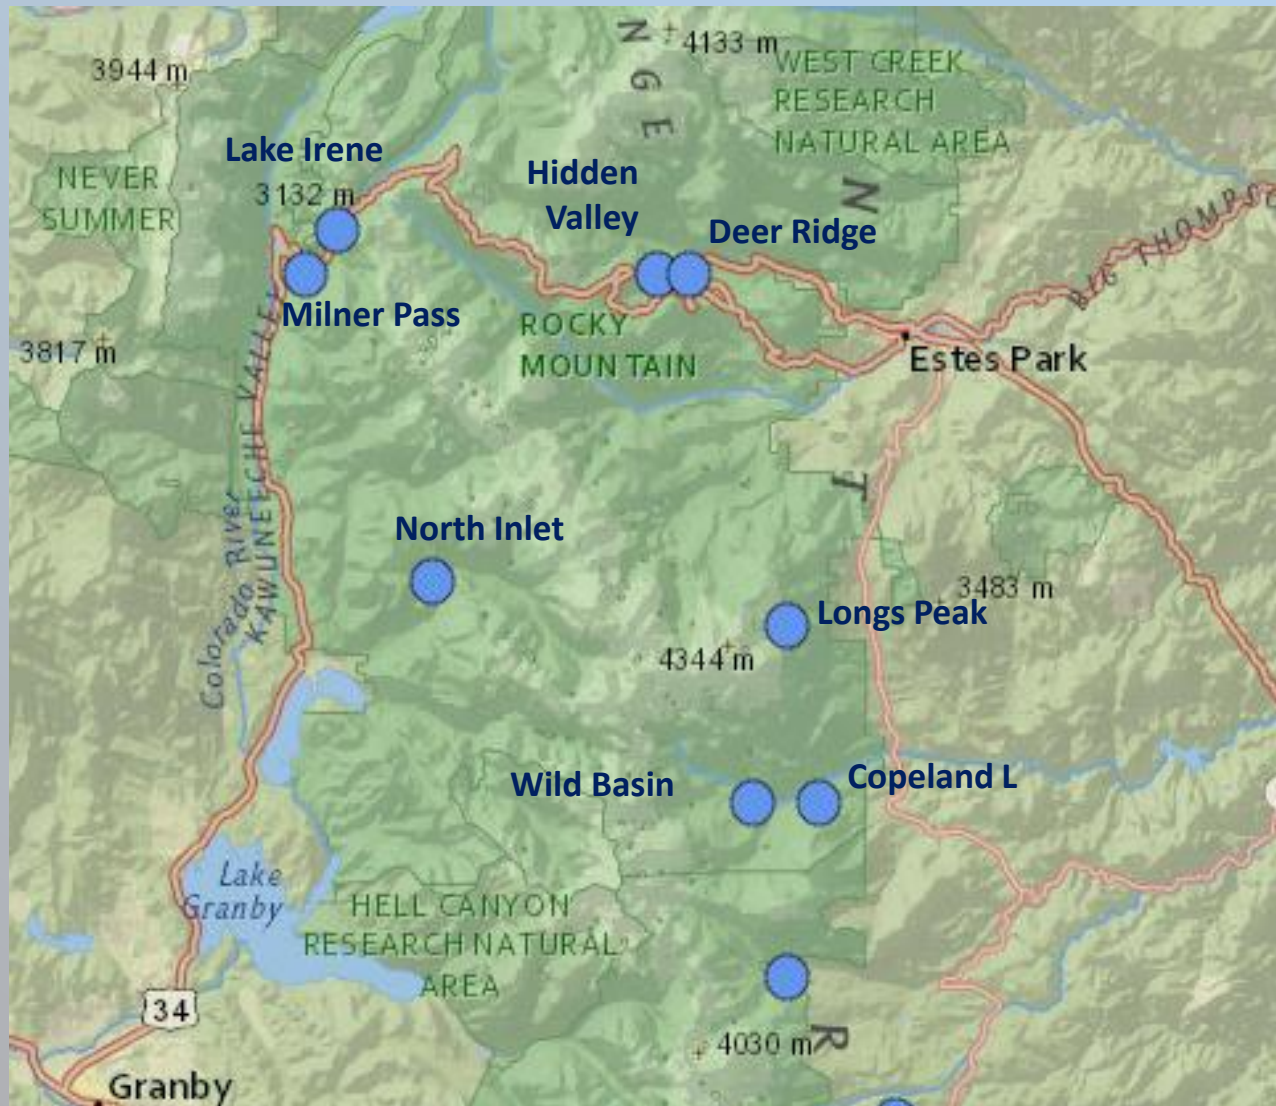 N
G
E
4133 m
3944 m
WEST CREEK
RESEARCH
NATURAL AREA
Lake Irene
3132 m
NEVER
SUMMER
Hidden
Valley
N
Deer Ridge
BIG THOMPSO
Milner Pass
3817 m
ROCKY
MOUNTAIN
Estes Park
KAWUNEECHE VALLEY
Colorado River
T
North Inlet
3483 m
Longs Peak
4344 m
Wild Basin
Copeland L
Lake
Granby
HELL CANYON
RESEARCH NATURAL
AREA
34
R
4030 m
Granby